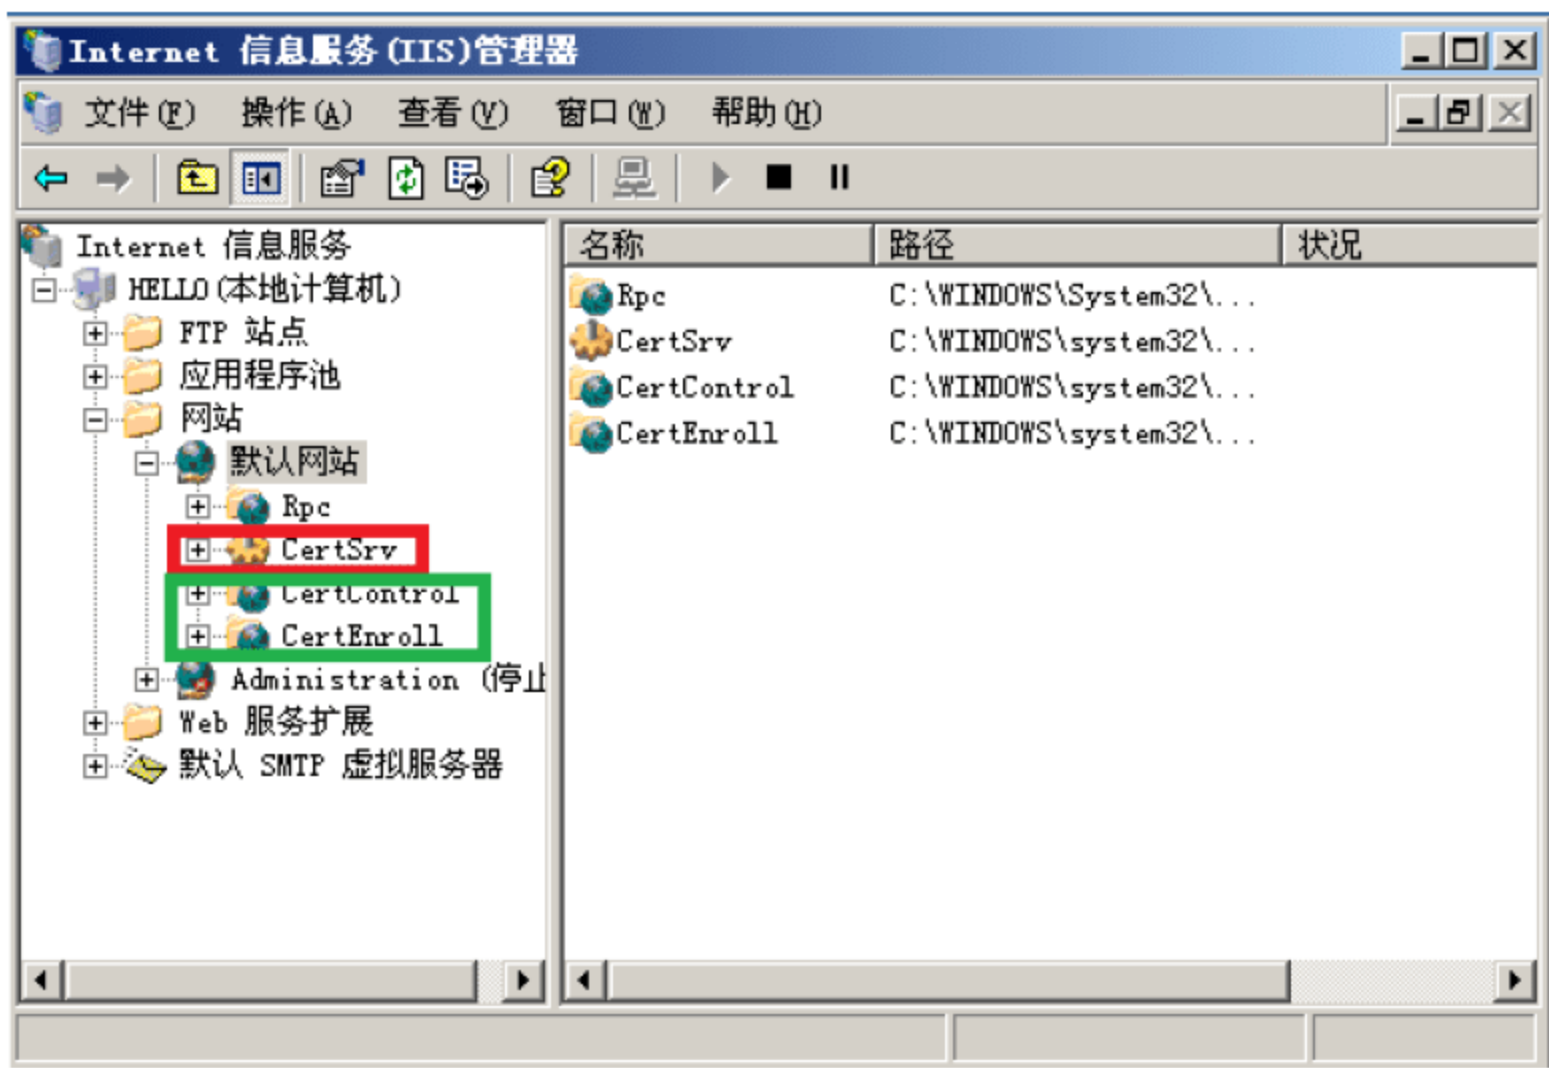 Internet 信息服务(IIS)管理器
文件(F) 操作(A) 查看(V) 窗口(W) 帮助(H)
Internet 信息服务
HELLO(本地计算机)
FTP 站点
应用程序池
网站
默认网站
Rpc
CertSrv
CertControl
CertEnroll
Administration (停止
Web 服务扩展
默认 SMTP 虚拟服务器
名称 路径 状况
Rpc C:\WINDOWS\System32\...
CertSrv C:\WINDOWS\system32\...
CertControl C:\WINDOWS\system32\...
CertEnroll C:\WINDOWS\system32\...